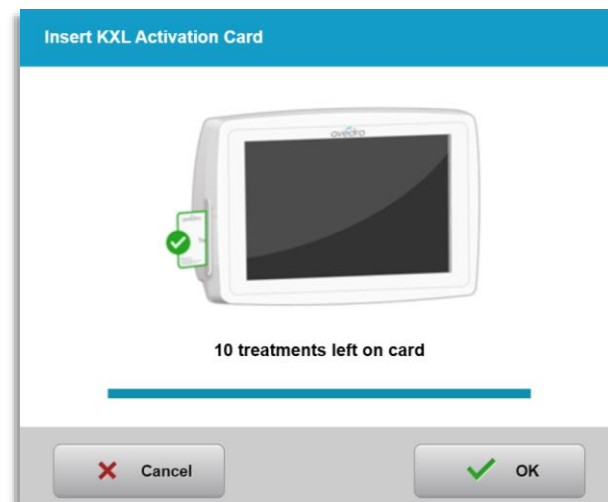 Insert KXL Activation Card
avedro
10 treatments left on card
Cancel
OK